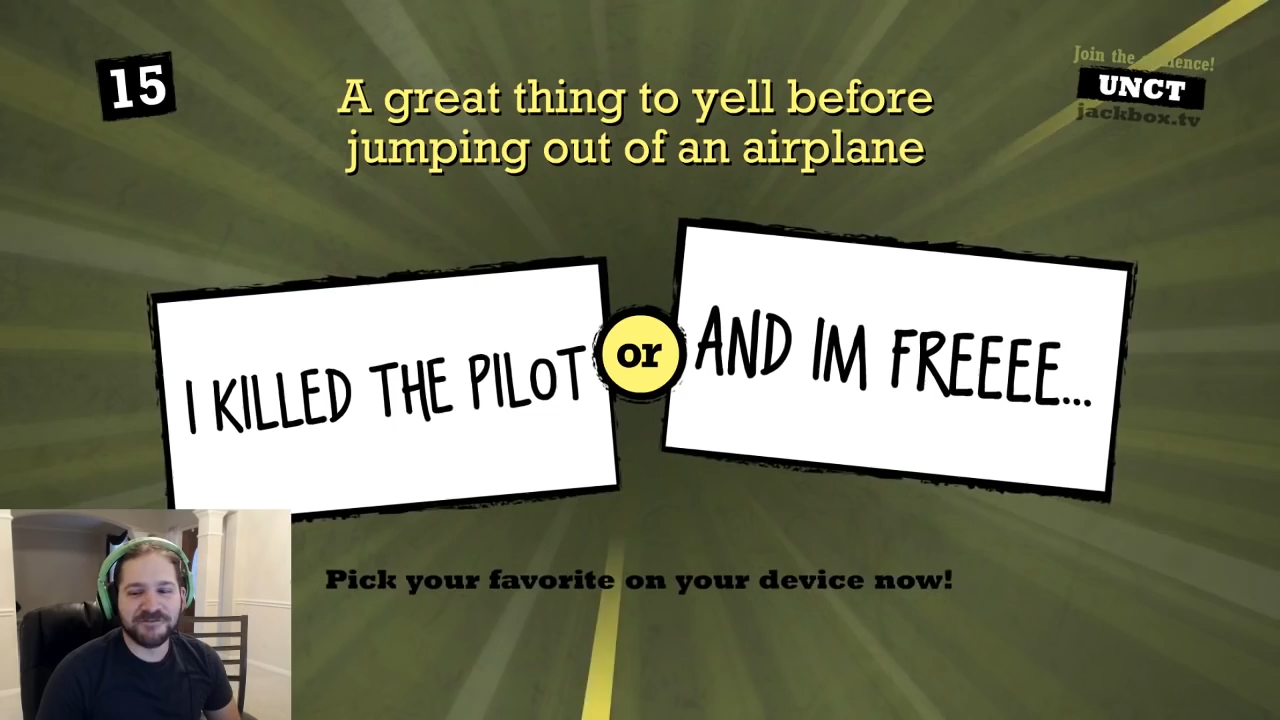 15
A great thing to yell before
jumping out of an airplane
Join the
UNCT
jackbox.tv
I KILLED THE PILOT
or
AND IM FREEEE...
Pick your favorite on your device now!